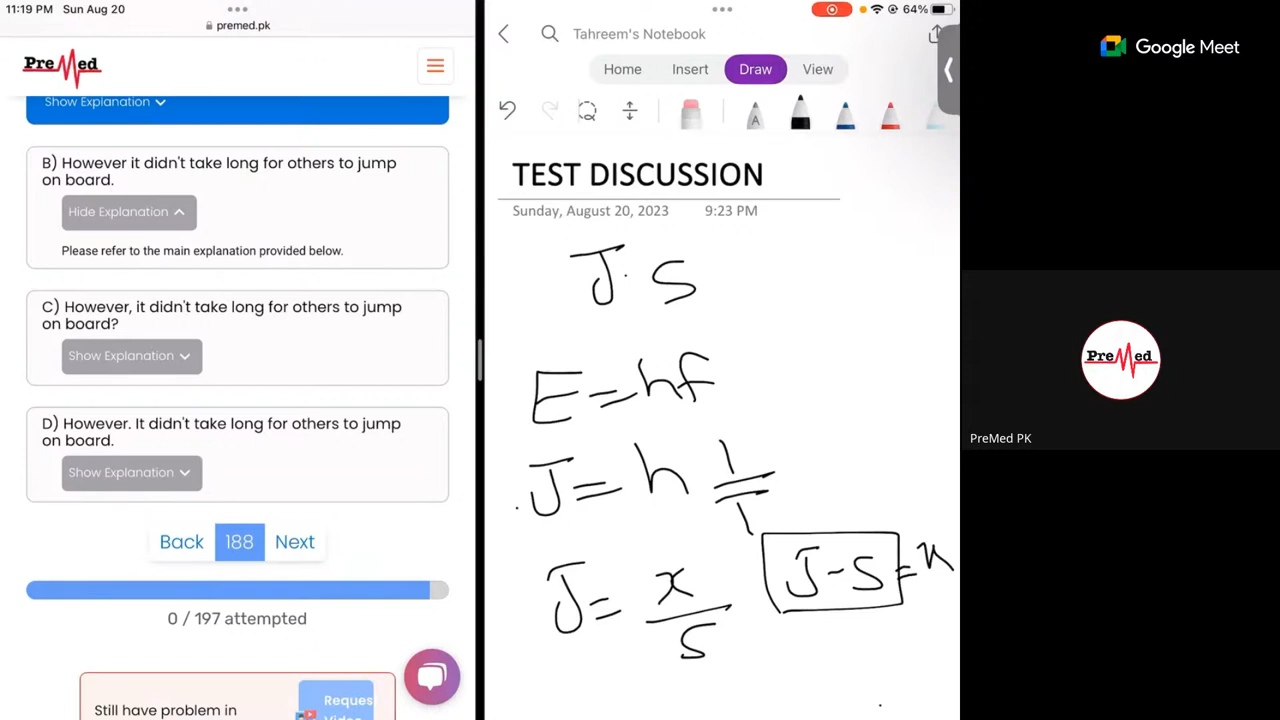 11:19 PM Sun Aug 20
premed.pk
PreMed
Show Explanation
B) However it didn't take long for others to jump
on board.
Hide Explanation
Please refer to the main explanation provided below.
C) However, it didn't take long for others to jump
on board?
Show Explanation
D) However. It didn't take long for others to jump
on board.
Show Explanation
Back 188 Next
0 / 197 attempted
Still have problem in
Reques
Video
64%
Tahreem's Notebook
Home Insert Draw View
A
TEST DISCUSSION
Sunday, August 20, 2023 9:23 PM
J·S
E=hf
J=h
J=x/s
J-S=x
Google Meet
PreMed
PreMed PK